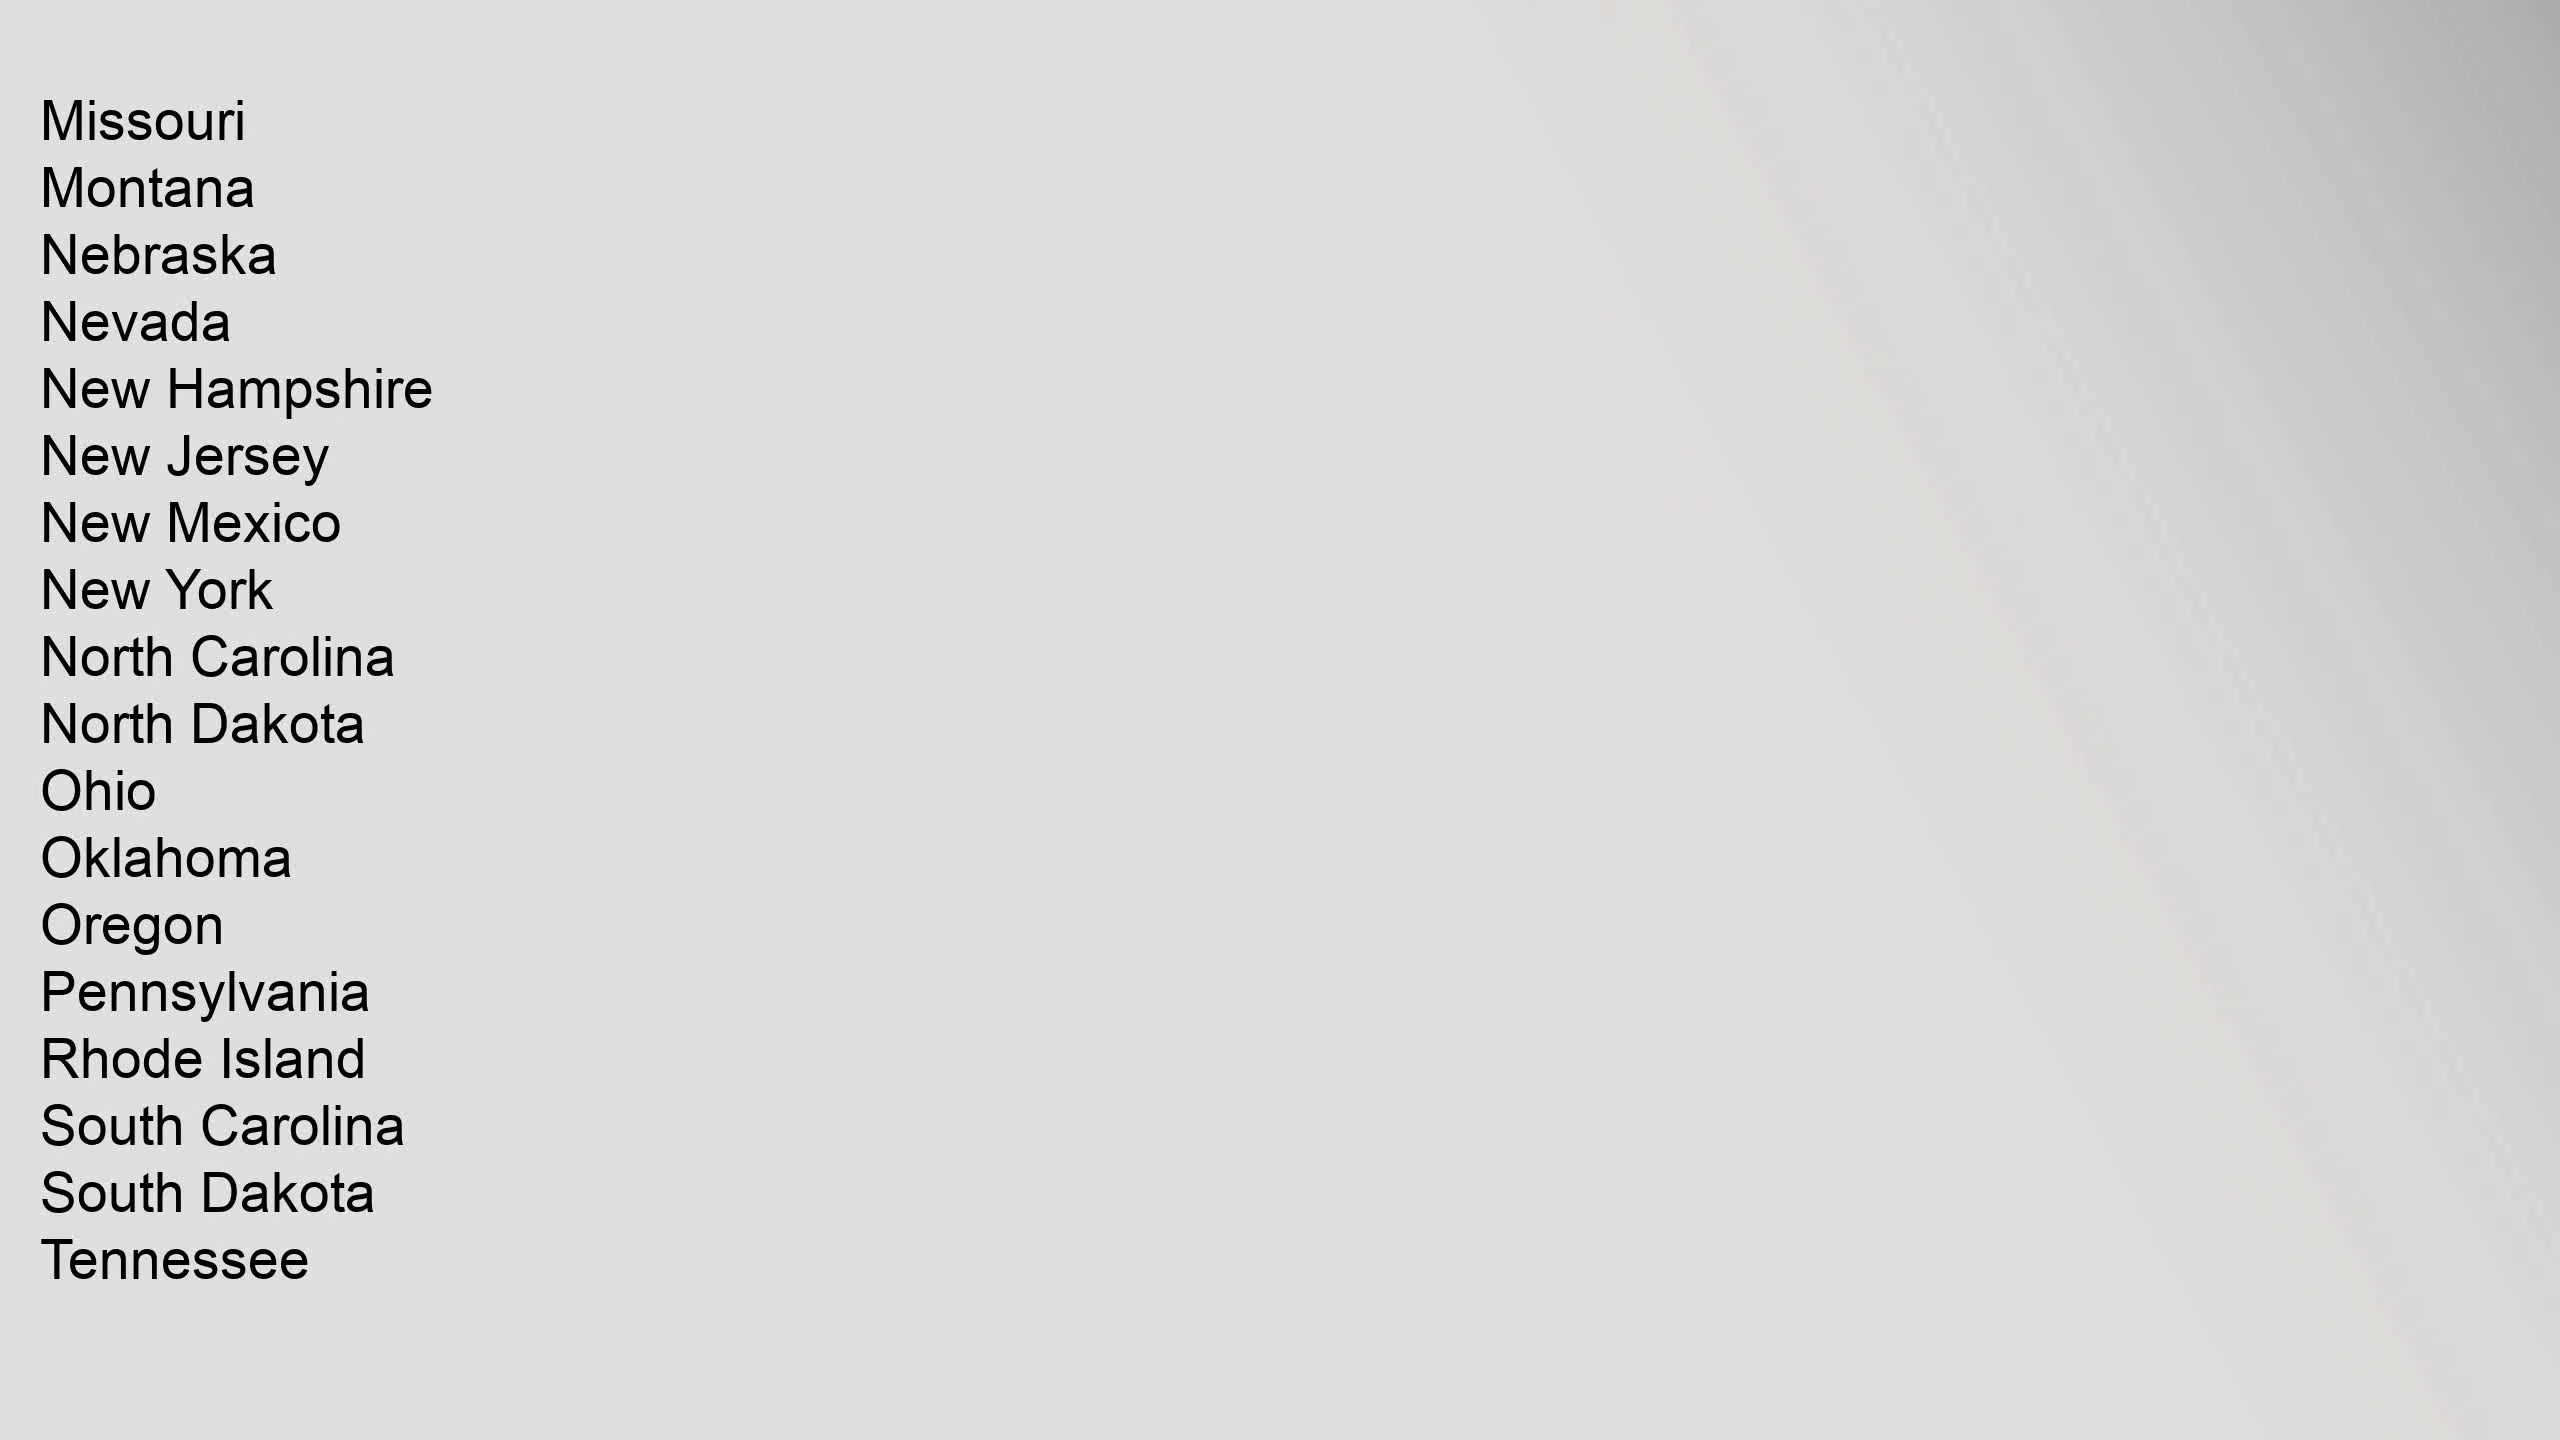 Missouri
Montana
Nebraska
Nevada
New Hampshire
New Jersey
New Mexico
New York
North Carolina
North Dakota
Ohio
Oklahoma
Oregon
Pennsylvania
Rhode Island
South Carolina
South Dakota
Tennessee